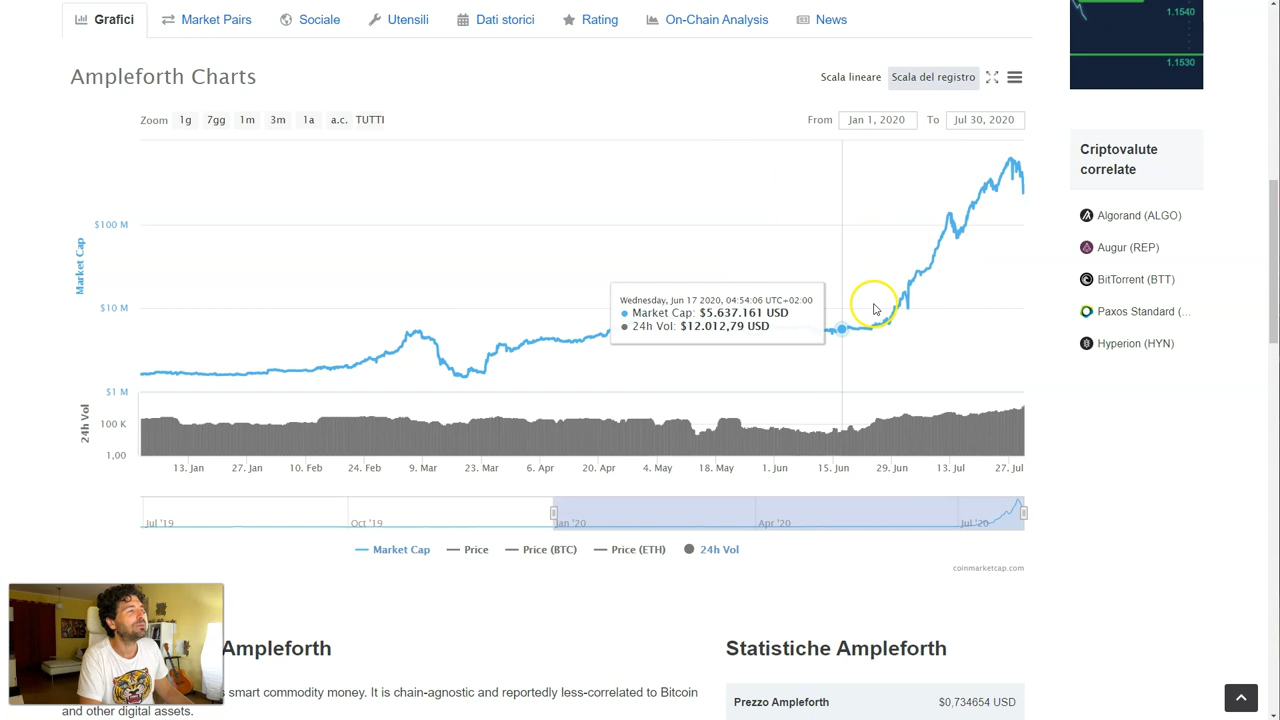 Grafici
Market Pairs
Sociale
Utensili
Dati storici
Rating
On-Chain Analysis
News
1.1540
1.1530
Ampleforth Charts
Scala lineare
Scala del registro
Zoom
1g
7gg
1m
3m
1a
a.c.
TUTTI
From
Jan 1, 2020
To
Jul 30, 2020
Criptovalute
correlate
Algorand (ALGO)
Augur (REP)
BitTorrent (BTT)
Paxos Standard (...
Hyperion (HYN)
Market Cap
$100 M
$10 M
$1 M
Wednesday, Jun 17 2020, 04:54:06 UTC+02:00
Market Cap: $5.637.161 USD
24h Vol: $12.012,79 USD
24h Vol
100 K
1,00
13. Jan
27. Jan
10. Feb
24. Feb
9. Mar
23. Mar
6. Apr
20. Apr
4. May
18. May
1. Jun
15. Jun
29. Jun
13. Jul
27. Jul
Jul '19
Oct '19
Jan '20
Apr '20
Jul '20
Market Cap
Price
Price (BTC)
Price (ETH)
24h Vol
coinmarketcap.com
Ampleforth
s smart commodity money. It is chain-agnostic and reportedly less-correlated to Bitcoin
and other digital assets.
Statistiche Ampleforth
Prezzo Ampleforth
$0,734654 USD